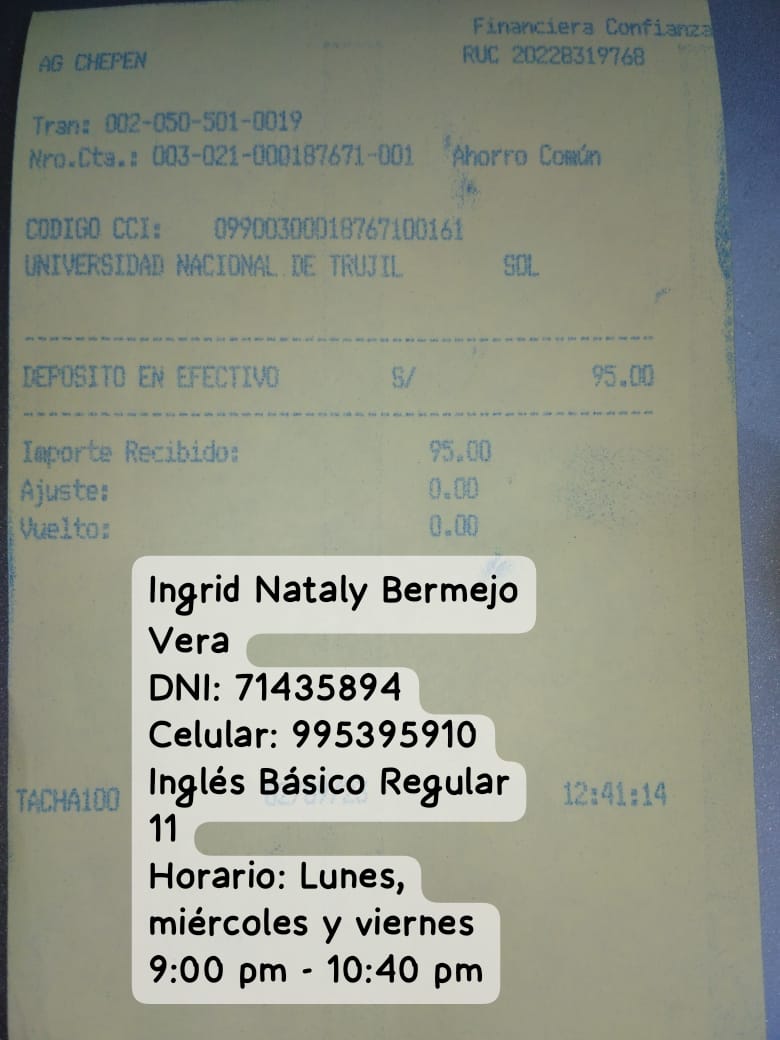 Financiera Confianza
AG CHEPEN
RUC 20228319768
Tran: 002-050-501-0019
Nro.Cta.: 003-021-000187671-001 Ahorro Común
CODIGO CCI: 09900300018767100161
UNIVERSIDAD NACIONAL DE TRUJIL SOL
DEPOSITO EN EFECTIVO S/ 95.00
Importe Recibido: 95.00
Ajuste: 0.00
Vuelto: 0.00
Ingrid Nataly Bermejo
Vera
DNI: 71435894
Celular: 995395910
Inglés Básico Regular
TACHA100 12:41:14
11
Horario: Lunes,
miércoles y viernes
9:00 pm - 10:40 pm